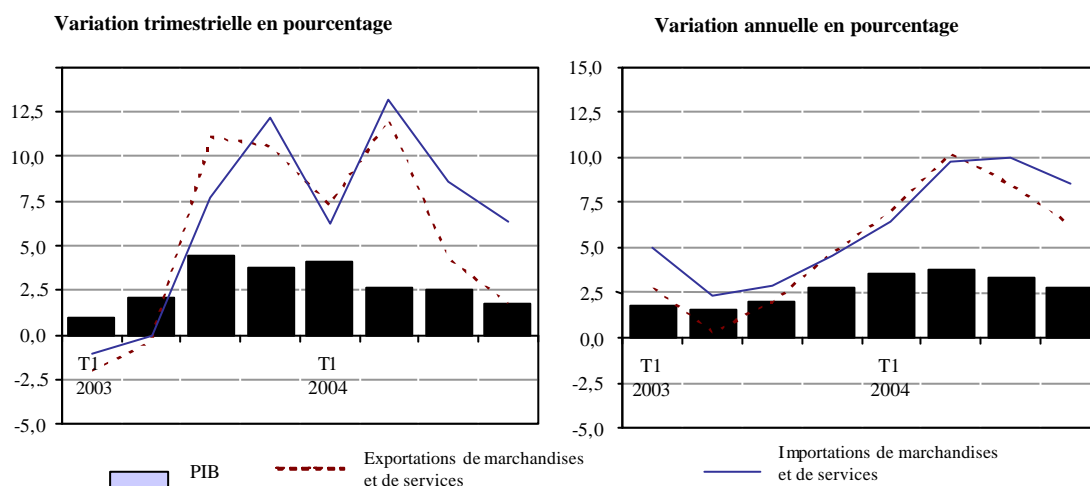 Variation trimestrielle en pourcentage
12,5
10,0
7,5
5,0
2,5
0,0
-2,5
-5,0
T1
2003
T1
2004
Variation annuelle en pourcentage
15,0
12,5
10,0
7,5
5,0
2,5
0,0
-2,5
-5,0
T1
2003
T1
2004
PIB
Exportations de marchandises
et de services
Importations de marchandises
et de services